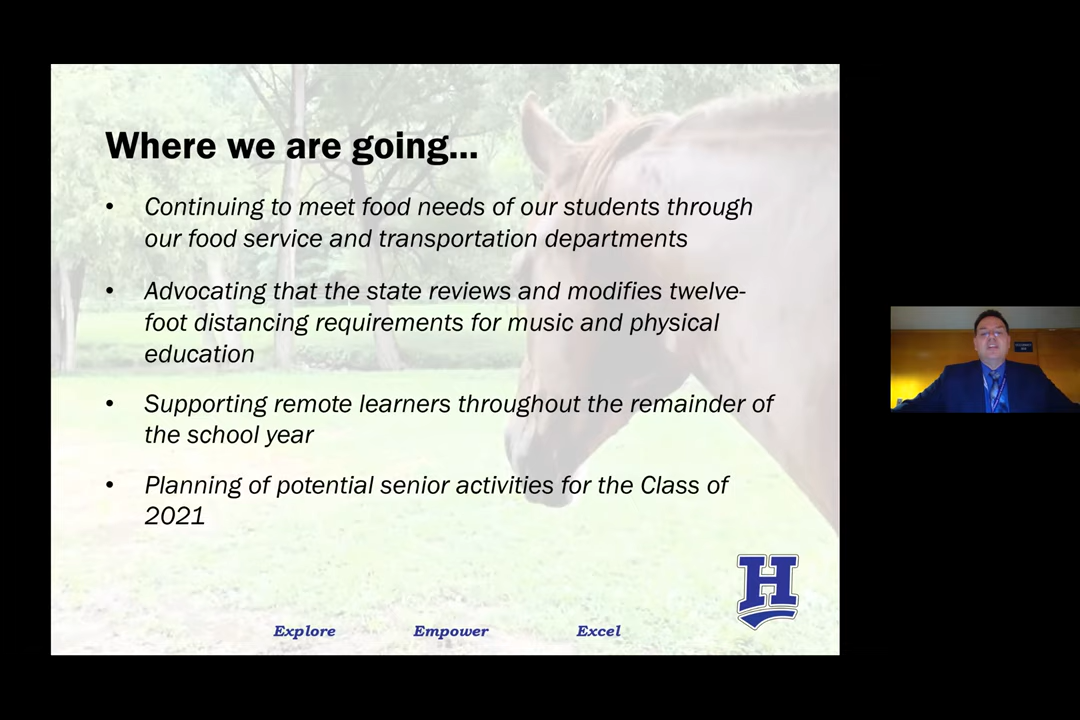 Where we are going...
• Continuing to meet food needs of our students through
our food service and transportation departments
• Advocating that the state reviews and modifies twelve-
foot distancing requirements for music and physical
education
• Supporting remote learners throughout the remainder of
the school year
• Planning of potential senior activities for the Class of
2021
H
Explore Empower Excel